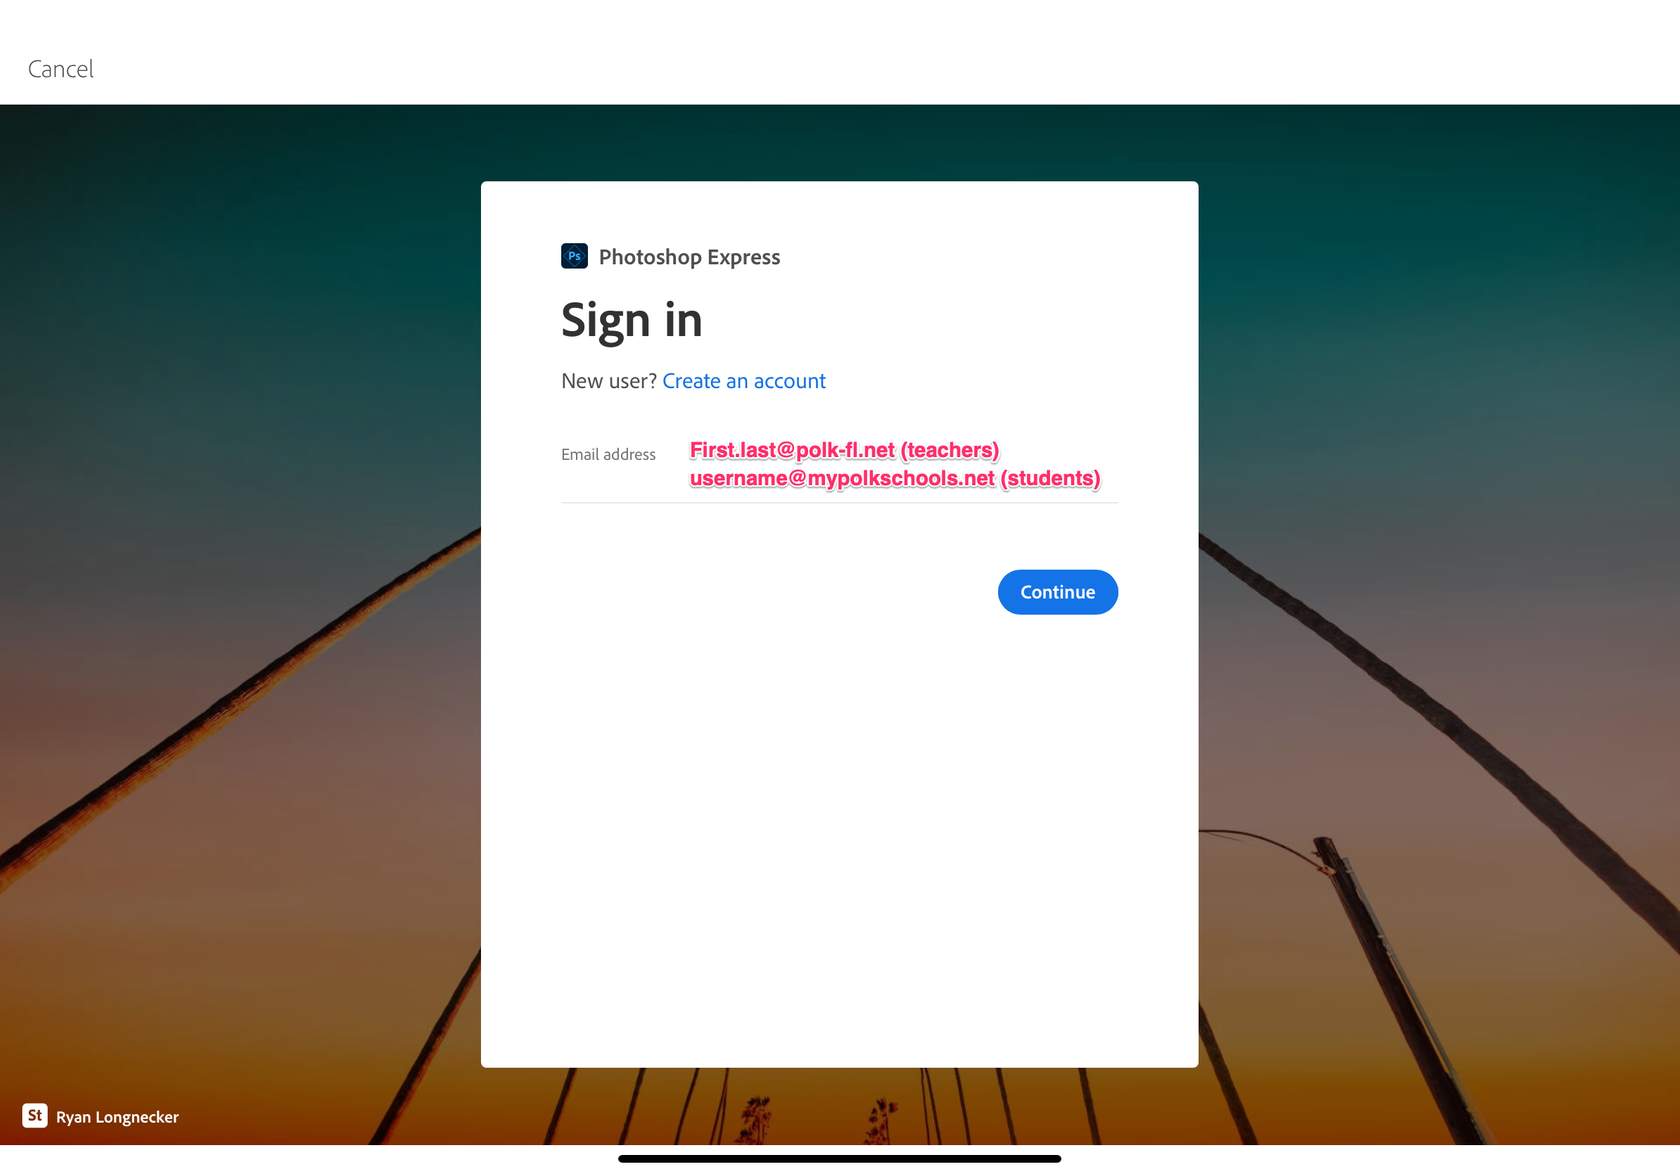 Cancel
Ps Photoshop Express
Sign in
New user? Create an account
Email address
First.last@polk-fl.net (teachers)
username@mypolkschools.net (students)
Continue
St Ryan Longnecker